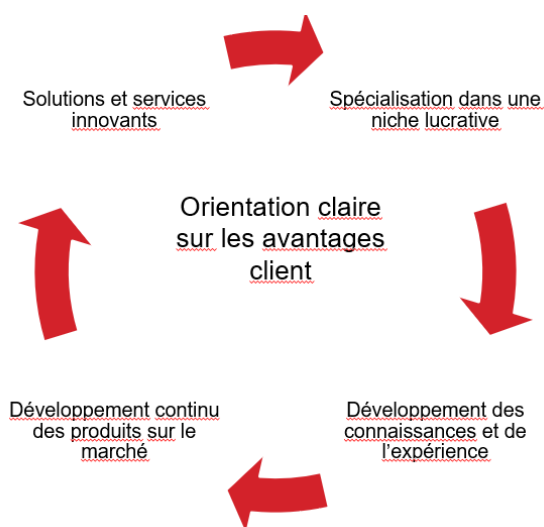 Solutions et services
innovants
Spécialisation dans une
niche lucrative
Orientation claire
sur les avantages
client
Développement continu
des produits sur le
marché
Développement des
connaissances et de
l'expérience